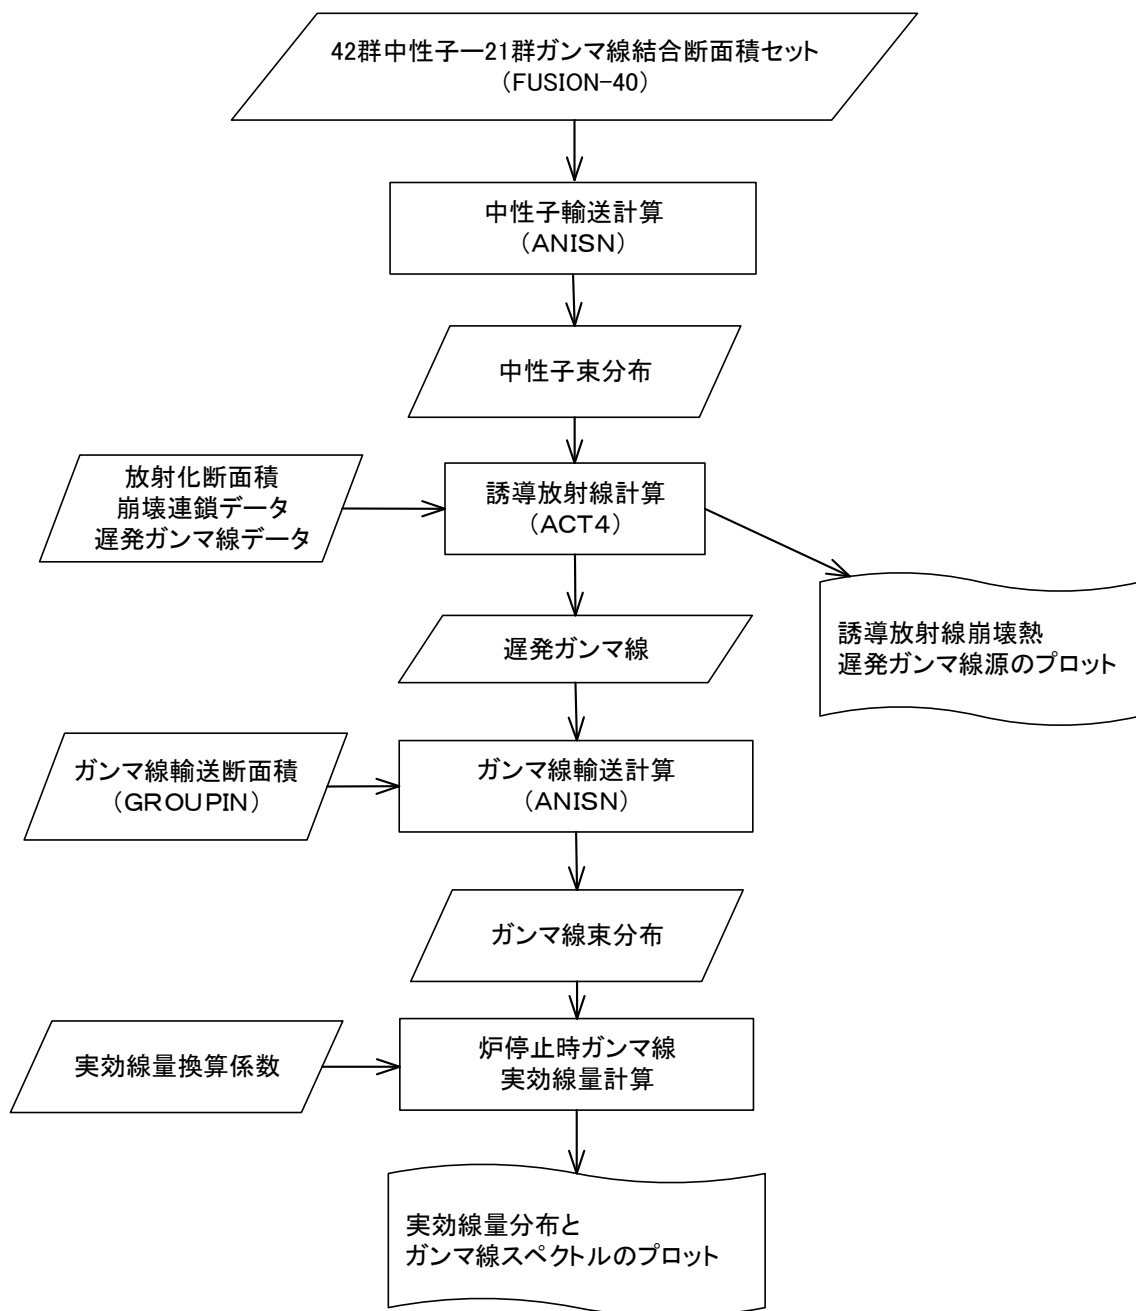 42群中性子ー21群ガンマ線結合断面積セット
（FUSION-40）
中性子輸送計算
（ANISN）
中性子束分布
放射化断面積
崩壊連鎖データ
遅発ガンマ線データ
誘導放射線計算
（ACT4）
誘導放射線崩壊熱
遅発ガンマ線源のプロット
遅発ガンマ線
ガンマ線輸送断面積
（GROUPIN）
ガンマ線輸送計算
（ANISN）
ガンマ線束分布
実効線量換算係数
炉停止時ガンマ線
実効線量計算
実効線量分布と
ガンマ線スペクトルのプロット